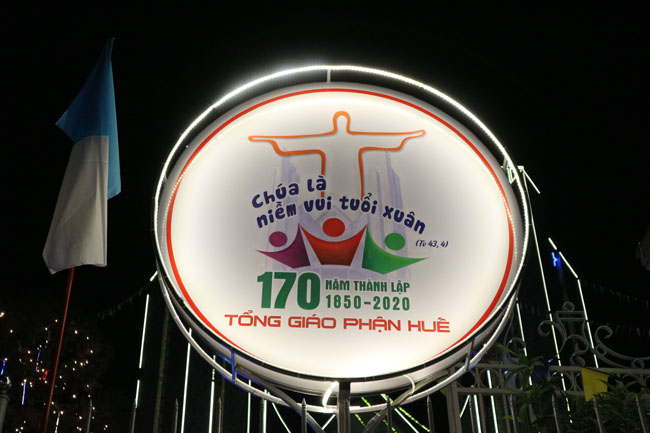 Chúa là
niềm vui tuổi xuân
(Tv 43, 4)
170 NĂM THÀNH LẬP
1850-2020
TỔNG GIÁO PHẬN HUẾ